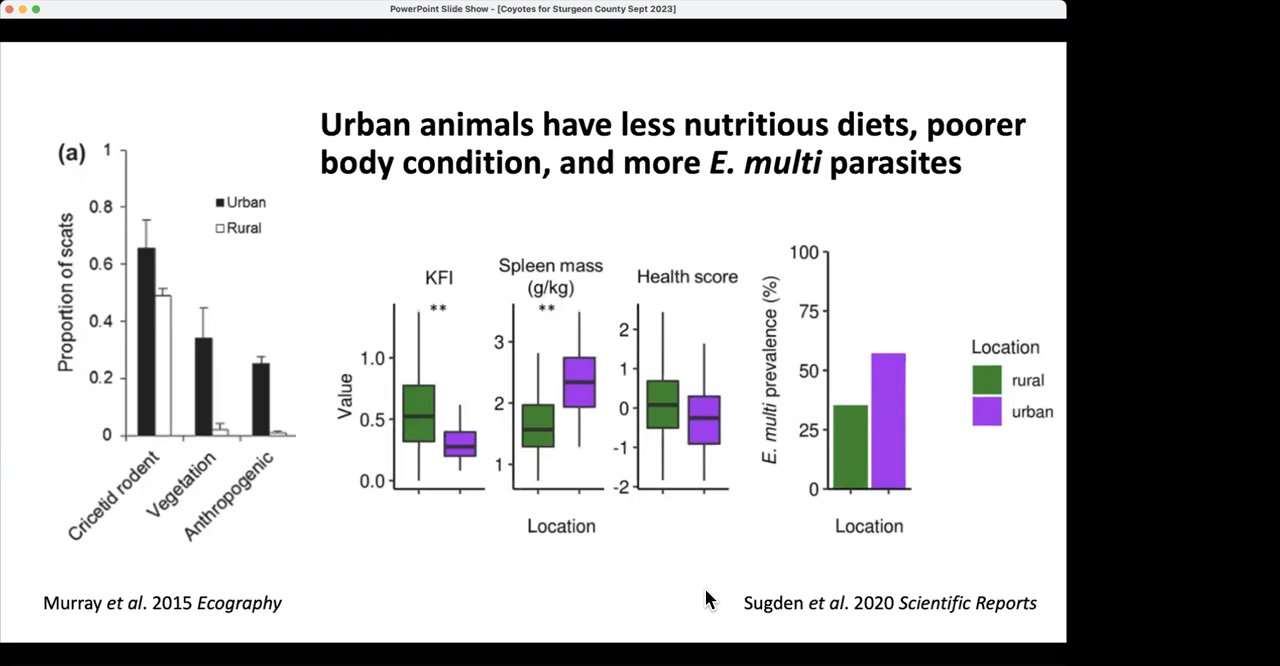 PowerPoint Slide Show - [Coyotes for Sturgeon County Sept 2023]
Urban animals have less nutritious diets, poorer
body condition, and more E. multi parasites
(a)
1
0.8
0.6
0.4
0.2
0
Proportion of scats
Urban
Rural
Cricetid rodent
Vegetation
Anthropogenic
KFI
**
Value
1.0
0.5
0.0
Spleen mass
(g/kg)
**
3
2
1
Health score
2
1
0
-1
-2
Location
E. multi prevalence (%)
100
75
50
25
0
Location
Location
rural
urban
Murray et al. 2015 Ecography
Sugden et al. 2020 Scientific Reports